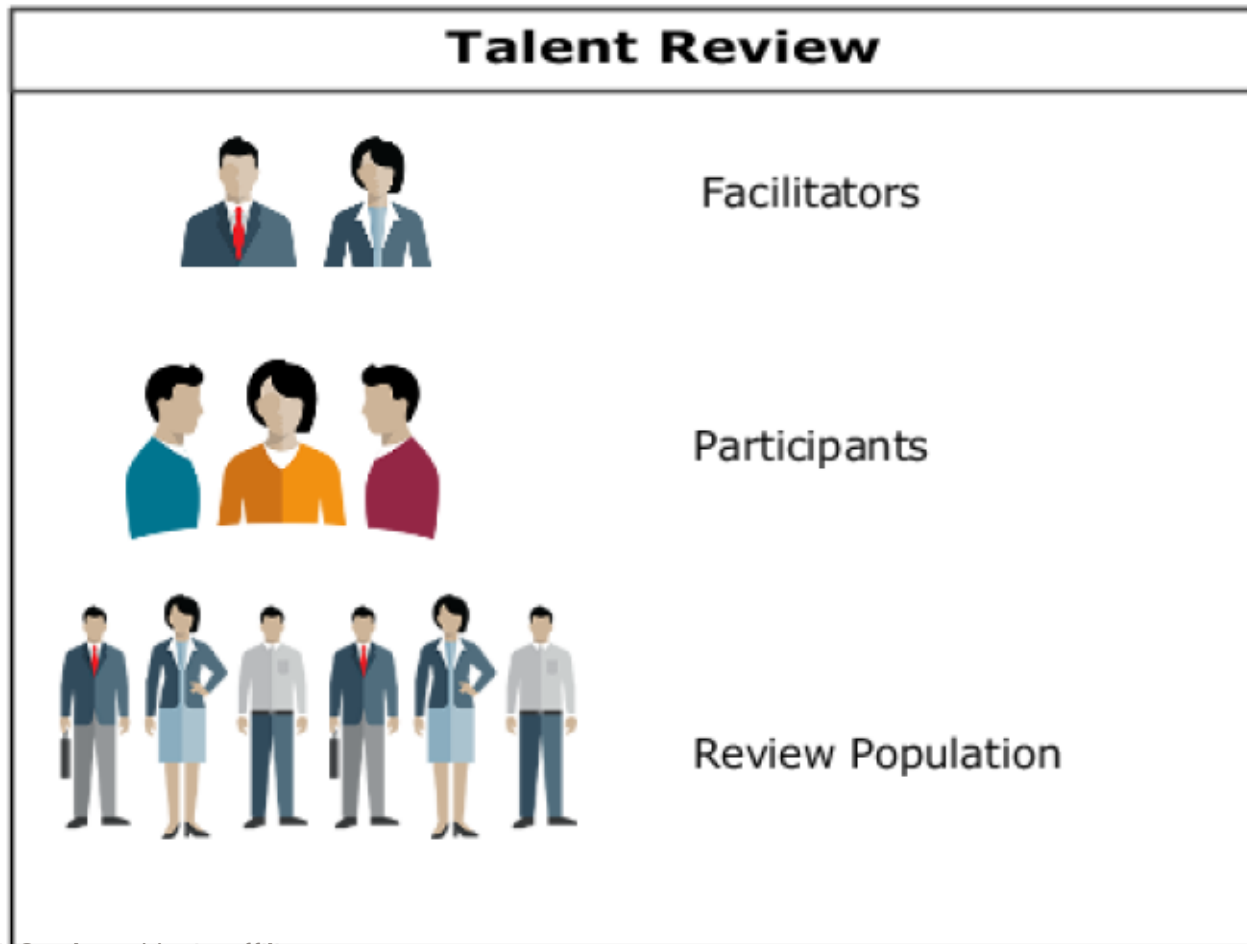 Talent Review
Facilitators
Participants
Review Population